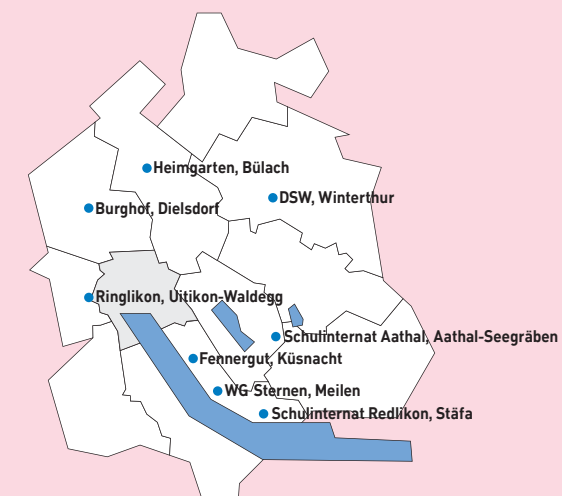 Heimgarten, Bülach
DSW, Winterthur
Burghof, Dielsdorf
Ringlikon, Uitikon-Waldegg
Schulinternat Aathal, Aathal-Seegräben
Fennergut, Küsnacht
WG Sternen, Meilen
Schulinternat Redlikon, Stäfa